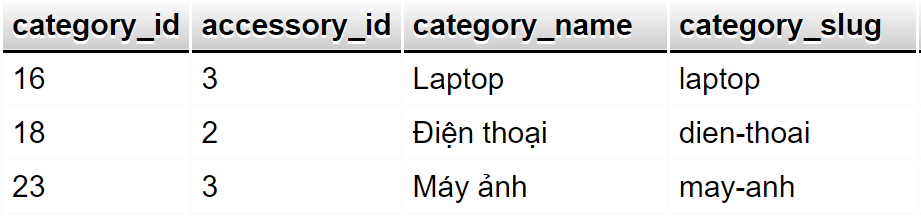 category_id accessory_id category_name category_slug
16 3 Laptop laptop
18 2 Điện thoại dien-thoai
23 3 Máy ảnh may-anh